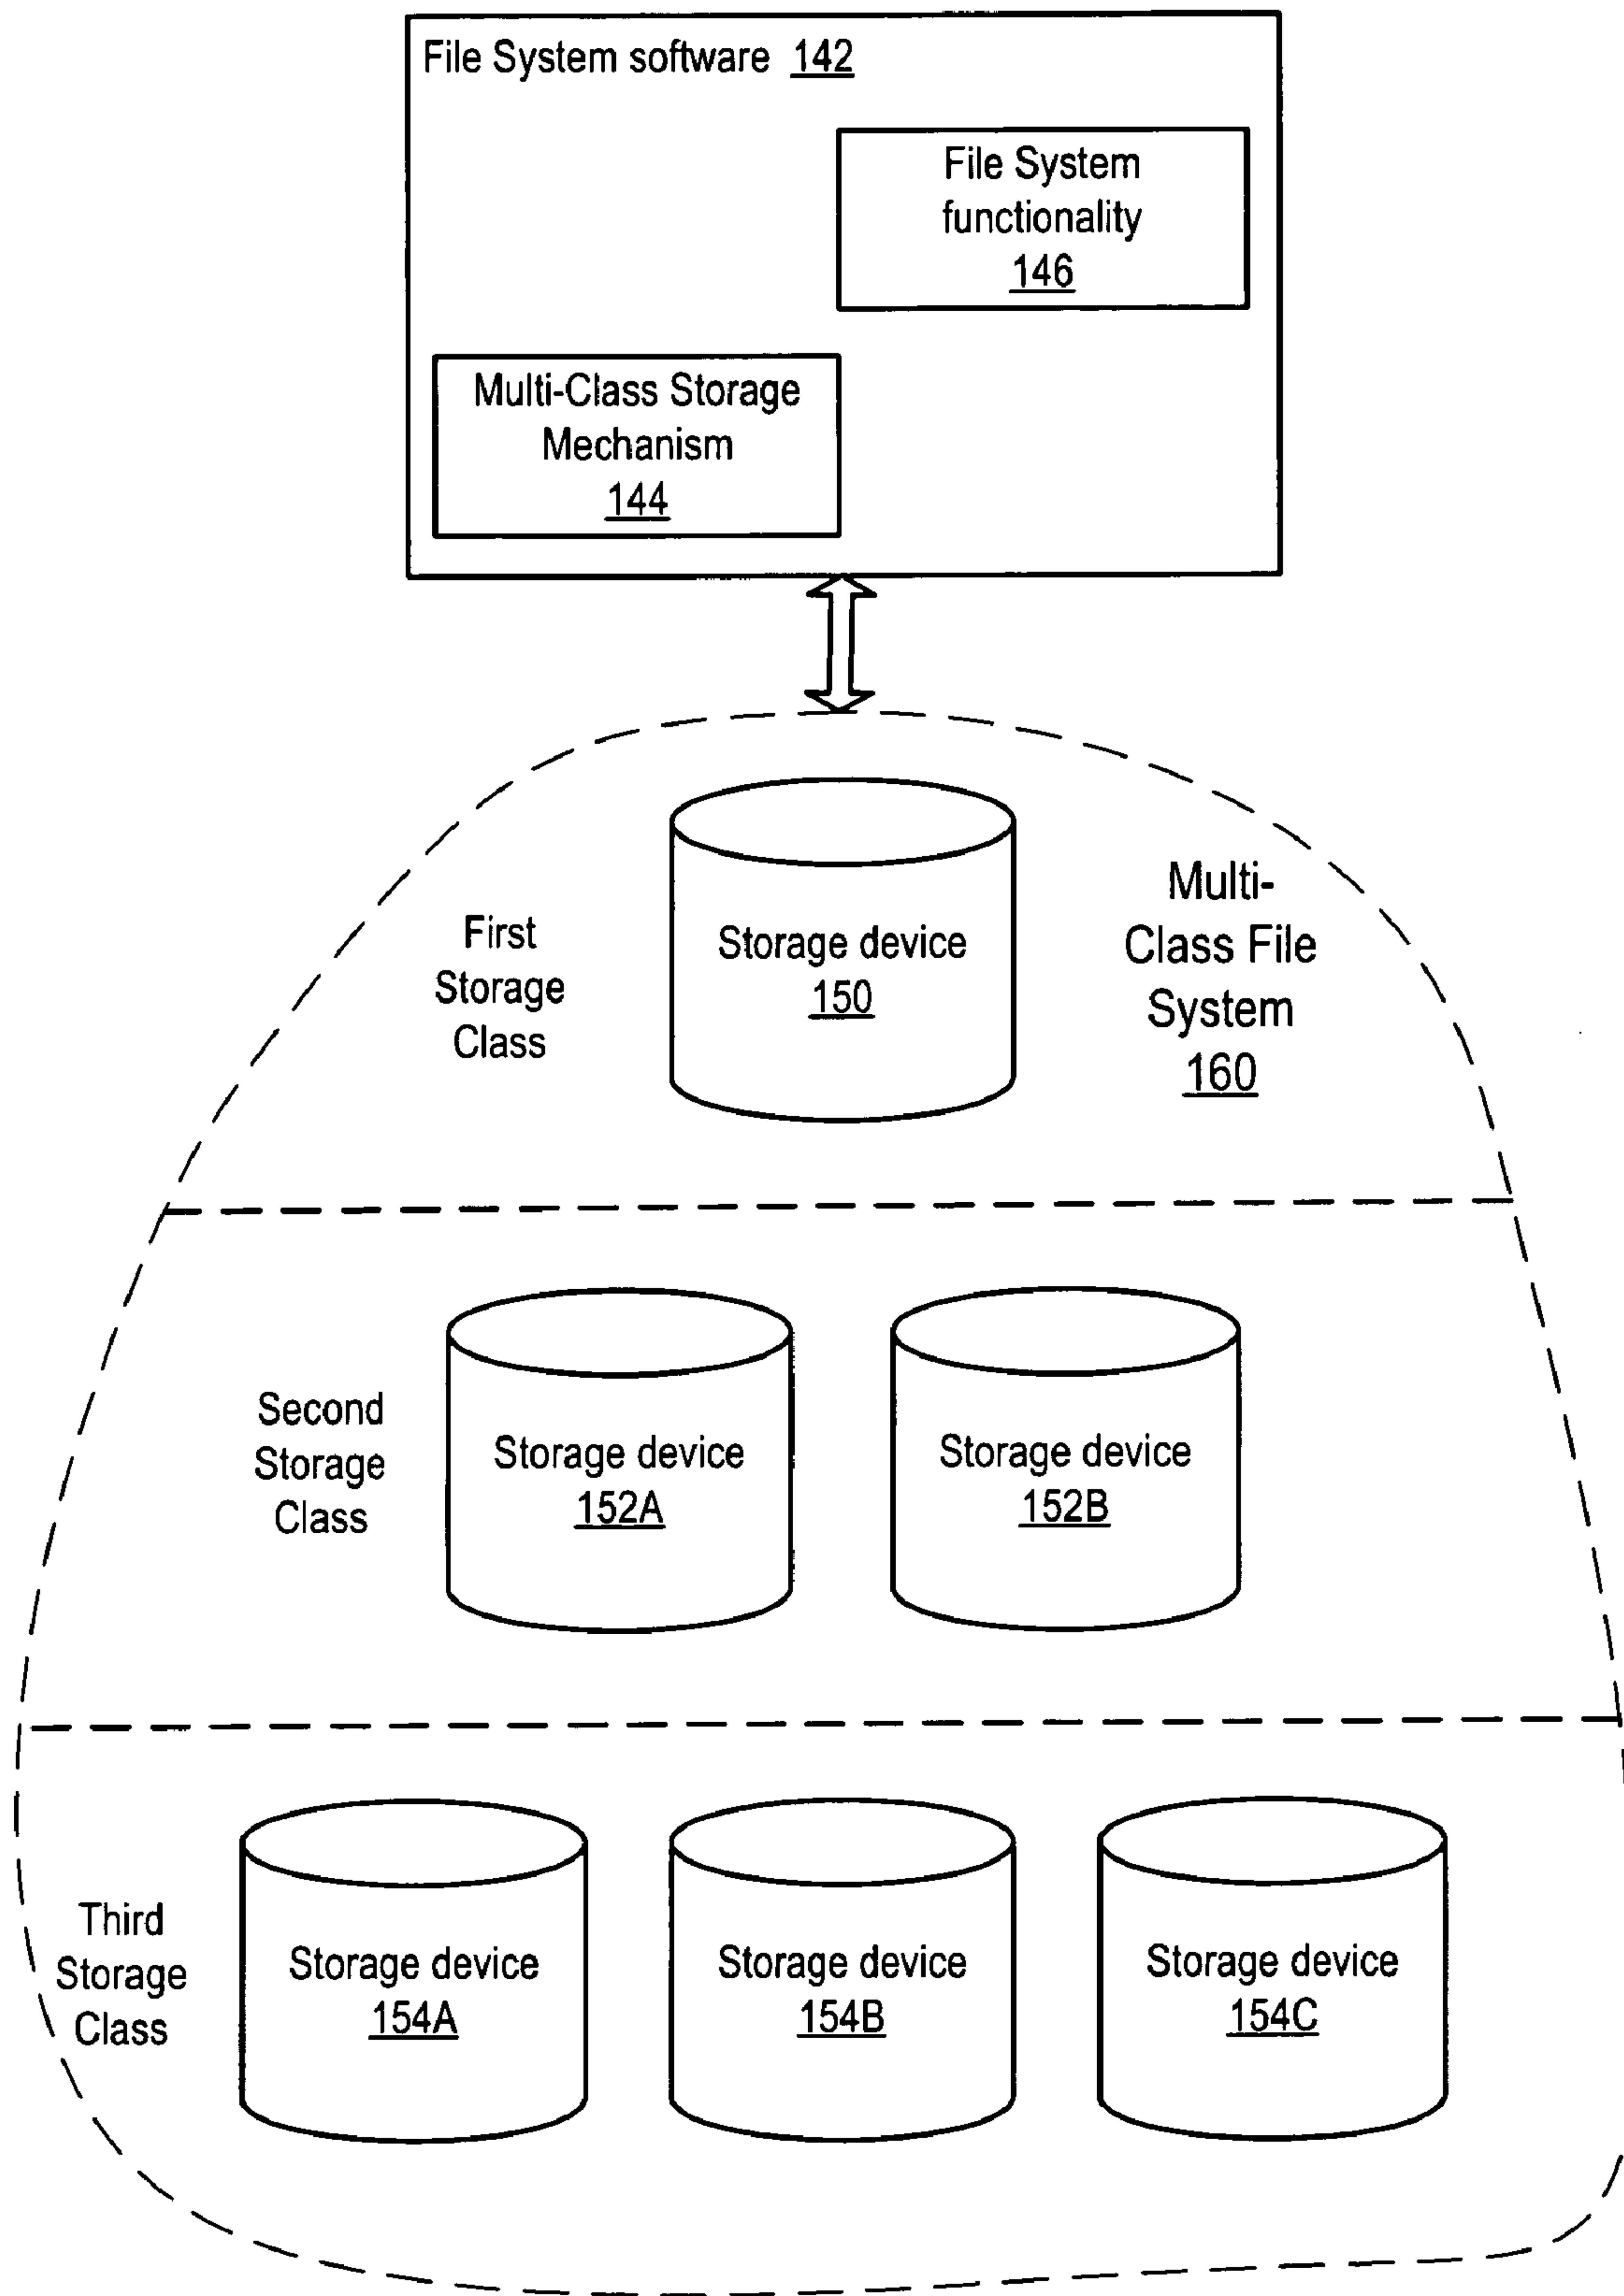 File System software 142
File System
functionality
146
Multi-Class Storage
Mechanism
144
First
Storage
Class
Storage device
150
Multi-
Class File
System
160
Second
Storage
Class
Storage device
152A
Storage device
152B
Third
Storage
Class
Storage device
154A
Storage device
154B
Storage device
154C